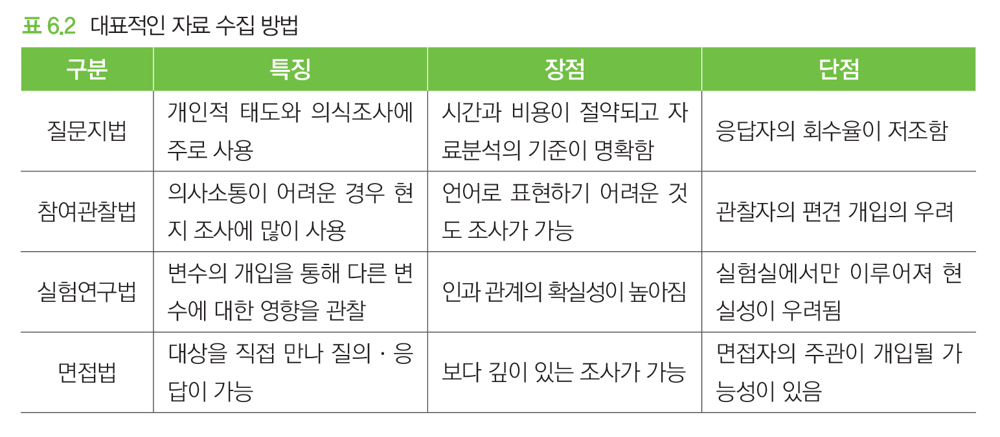 표 6.2 대표적인 자료 수집 방법
구분 특징 장점 단점
질문지법
개인적 태도와 의식조사에
주로 사용
시간과 비용이 절약되고 자
료분석의 기준이 명확함
응답자의 회수율이 저조함
참여관찰법
의사소통이 어려운 경우 현
지 조사에 많이 사용
언어로 표현하기 어려운 것
도 조사가 가능
관찰자의 편견 개입의 우려
실험연구법
변수의 개입을 통해 다른 변
수에 대한 영향을 관찰
인과 관계의 확실성이 높아짐
실험실에서만 이루어져 현
실성이 우려됨
면접법
대상을 직접 만나 질의 · 응
답이 가능
보다 깊이 있는 조사가 가능
면접자의 주관이 개입될 가
능성이 있음